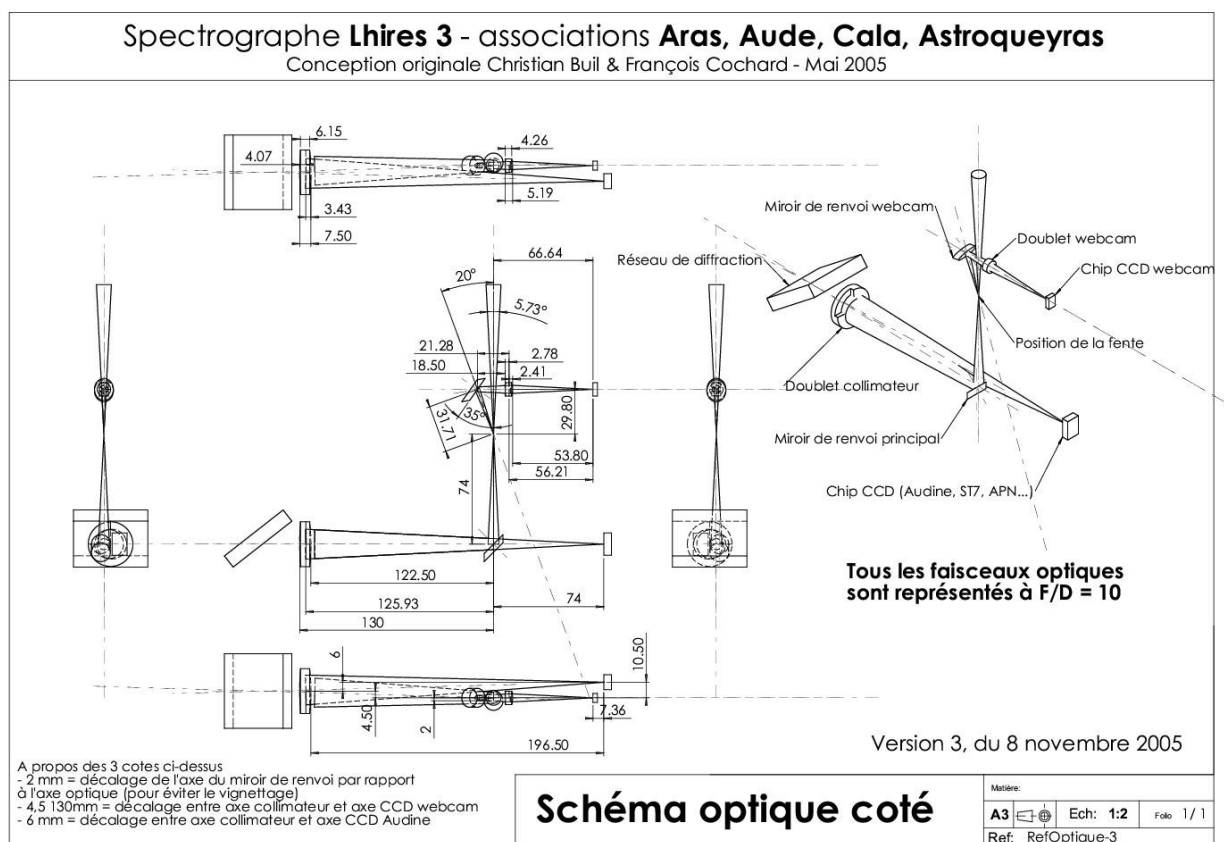 Spectrographe Lhires 3 - associations Aras, Aude, Cala, Astroqueyras
Conception originale Christian Buil & François Cochard - Mai 2005
6.15
4.07
4.26
5.19
3.43
7.50
66.64
20°
5.73°
21.28
2.78
18.50
2.41
35°
31.71
29.80
53.80
56.21
74
122.50
74
125.93
130
6
10.50
4.50
2
7.36
196.50
Miroir de renvoi webcam
Doublet webcam
Réseau de diffraction
Chip CCD webcam
Position de la fente
Doublet collimateur
Miroir de renvoi principal
Chip CCD (Audine, ST7, APN...)
Tous les faisceaux optiques
sont représentés à F/D = 10
Version 3, du 8 novembre 2005
A propos des 3 cotes ci-dessus
- 2 mm = décalage de l'axe du miroir de renvoi par rapport
à l'axe optique (pour éviter le vignettage)
- 4,5 130mm = décalage entre axe collimateur et axe CCD webcam
- 6 mm = décalage entre axe collimateur et axe CCD Audine
Schéma optique coté
Matière:
A3 Ech: 1:2 Folio 1/1
Ref: RefOptique-3